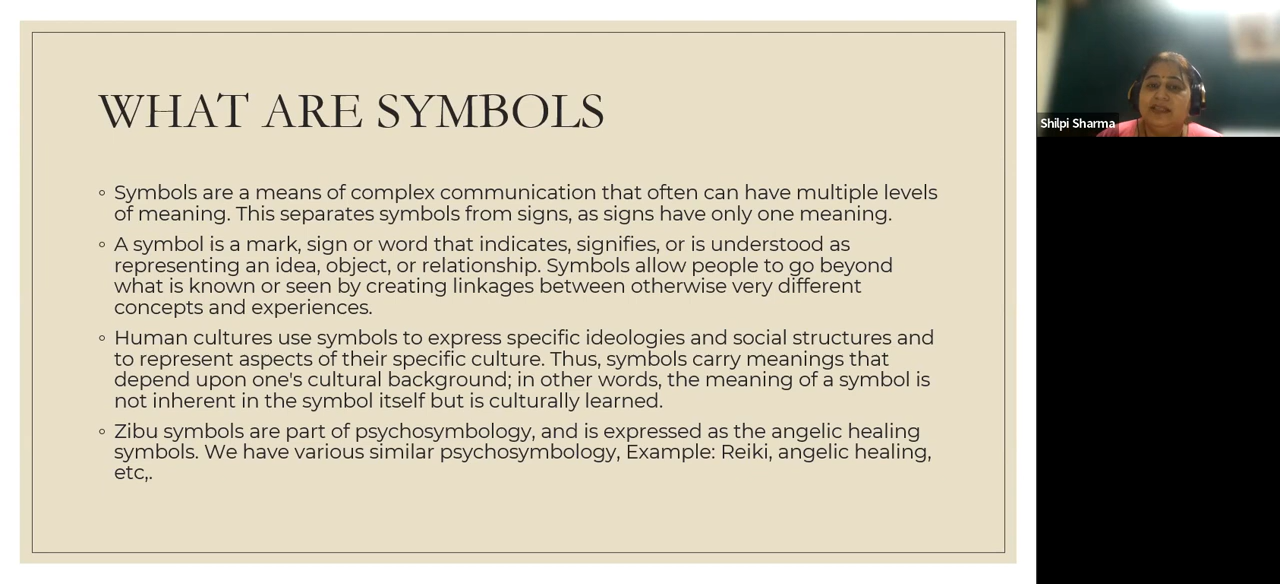 WHAT ARE SYMBOLS
◦ Symbols are a means of complex communication that often can have multiple levels
of meaning. This separates symbols from signs, as signs have only one meaning.
◦ A symbol is a mark, sign or word that indicates, signifies, or is understood as
representing an idea, object, or relationship. Symbols allow people to go beyond
what is known or seen by creating linkages between otherwise very different
concepts and experiences.
◦ Human cultures use symbols to express specific ideologies and social structures and
to represent aspects of their specific culture. Thus, symbols carry meanings that
depend upon one's cultural background; in other words, the meaning of a symbol is
not inherent in the symbol itself but is culturally learned.
◦ Zibu symbols are part of psychosymbology, and is expressed as the angelic healing
symbols. We have various similar psychosymbology, Example: Reiki, angelic healing,
etc,.
Shilpi Sharma